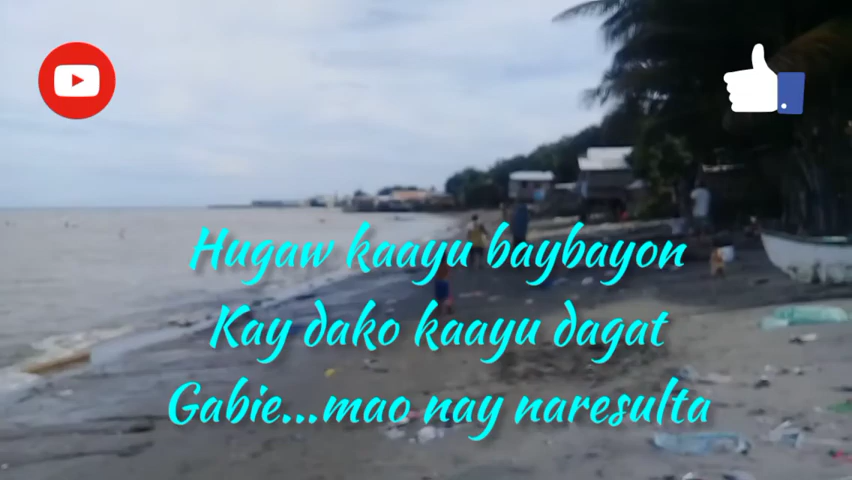 Hugaw kaayu baybayon
Kay dako kaayu dagat
Gabie...mao nay naresulta